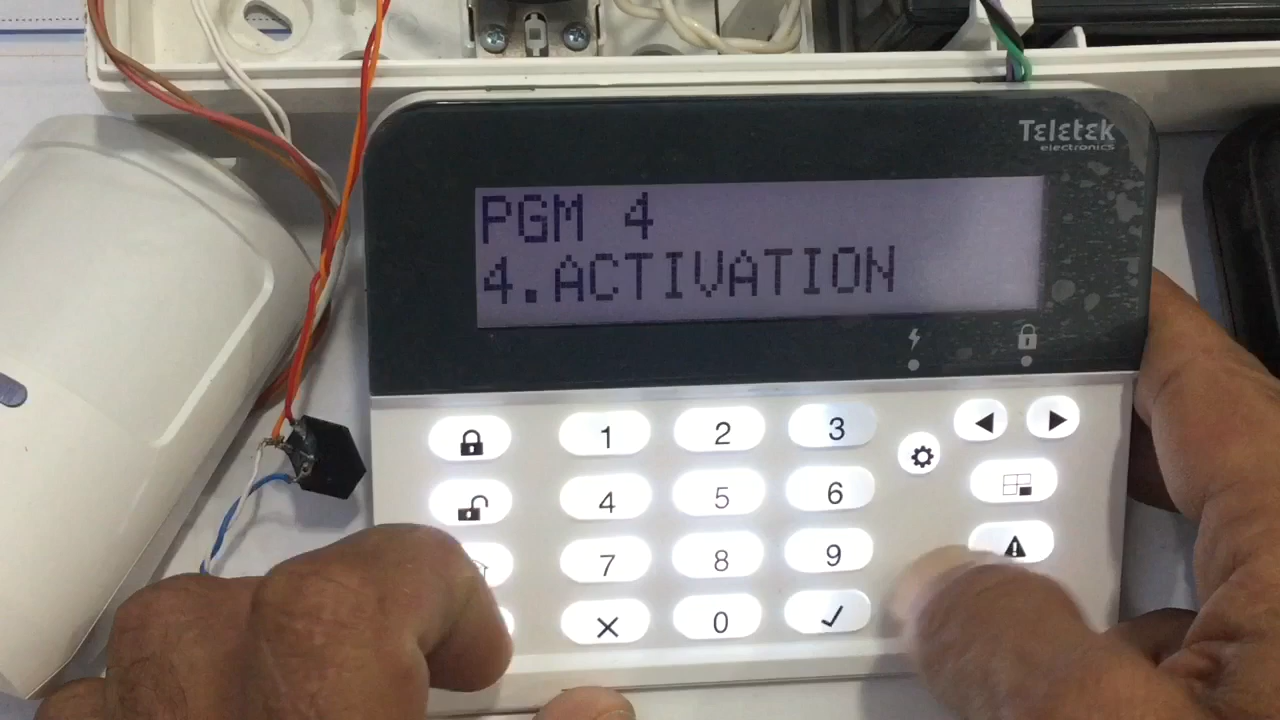 Teletek
electronics
PGM 4
4.ACTIVATION
1 2 3
4 5 6
7 8 9
0